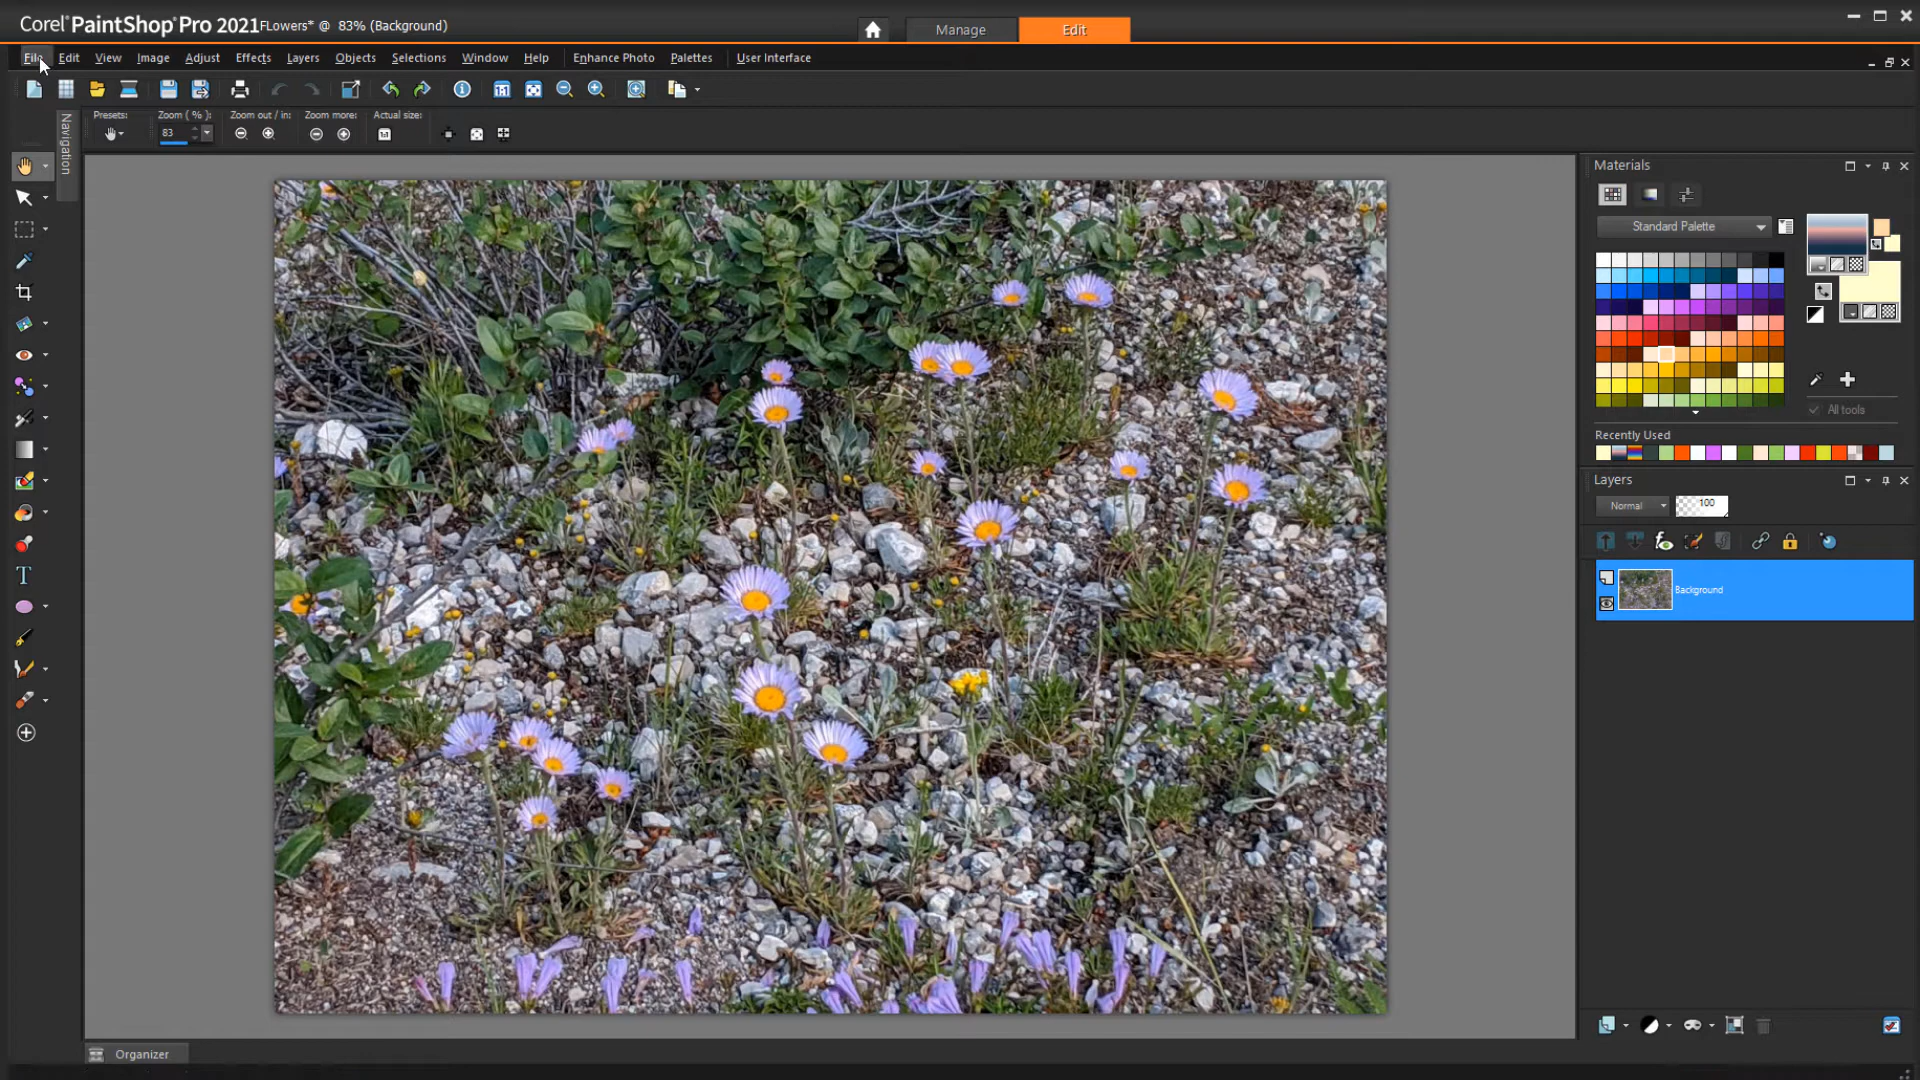 Corel® PaintShop® Pro 2021 FLowers* @ 83% (Background)
Manage
Edit
File Edit View Image Adjust Effects Layers Objects Selections Window Help Enhance Photo Palettes User Interface
Presets: Zoom ( % ): Zoom out / in: Zoom more: Actual size:
83
Navigation
Materials
Standard Palette
All tools
Recently Used
Layers
Normal
100
Background
Organizer